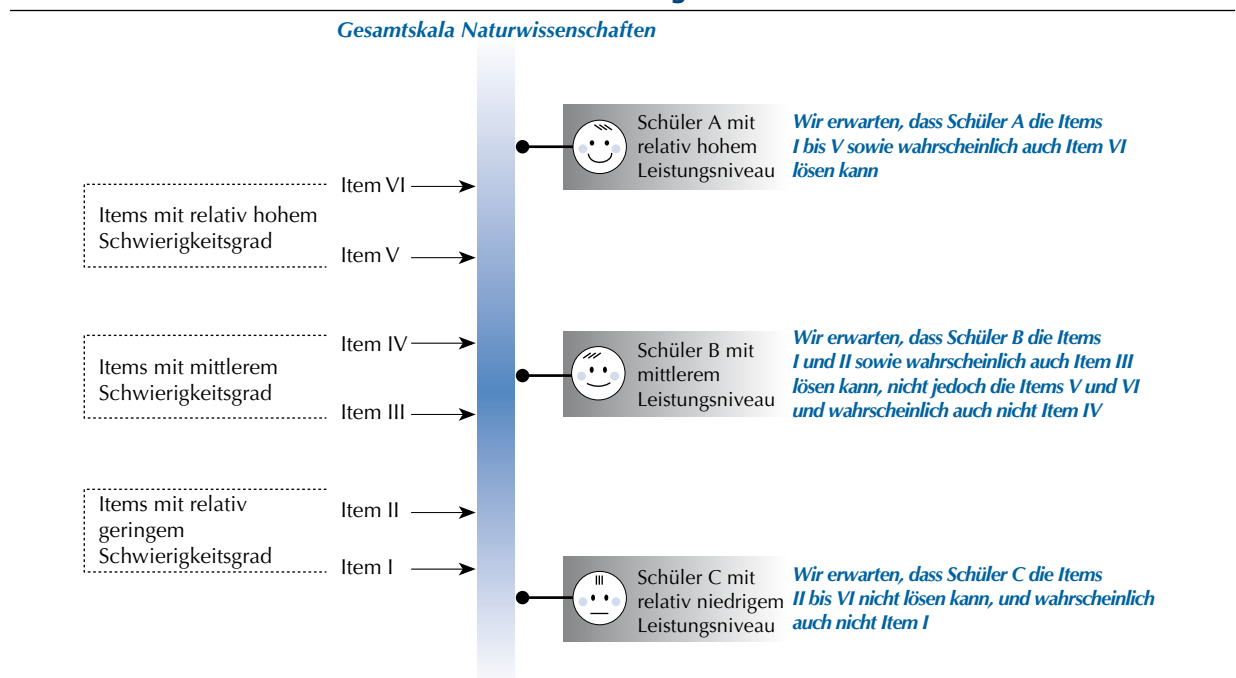 Gesamtskala Naturwissenschaften
Schüler A mit
relativ hohem
Leistungsniveau
Wir erwarten, dass Schüler A die Items
I bis V sowie wahrscheinlich auch Item VI
lösen kann
Item VI
Items mit relativ hohem
Schwierigkeitsgrad
Item V
Item IV
Items mit mittlerem
Schwierigkeitsgrad
Item III
Schüler B mit
mittlerem
Leistungsniveau
Wir erwarten, dass Schüler B die Items
I und II sowie wahrscheinlich auch Item III
lösen kann, nicht jedoch die Items V und VI
und wahrscheinlich auch nicht Item IV
Items mit relativ
geringem
Schwierigkeitsgrad
Item II
Item I
Schüler C mit
relativ niedrigem
Leistungsniveau
Wir erwarten, dass Schüler C die Items
II bis VI nicht lösen kann, und wahrscheinlich
auch nicht Item I